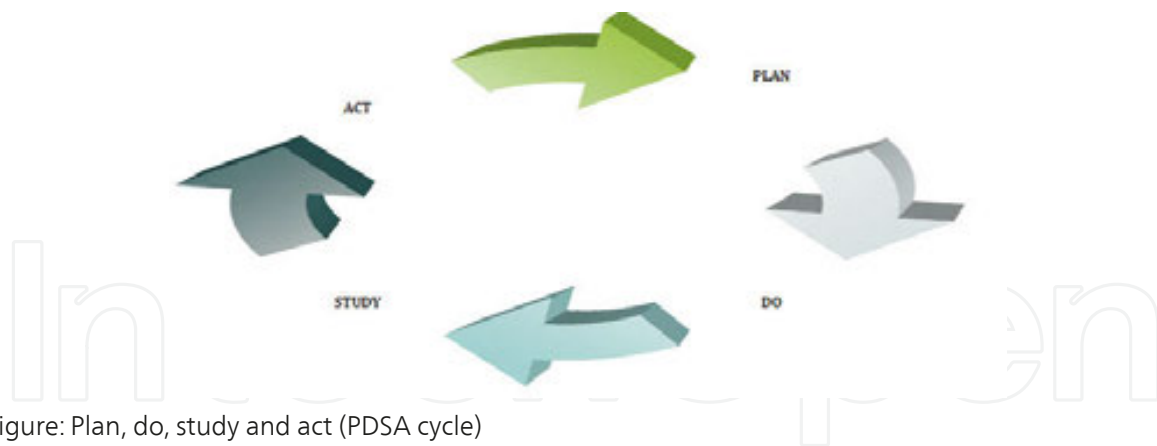 PLAN
ACT
STUDY
DO
igure: Plan, do, study and act (PDSA cycle)